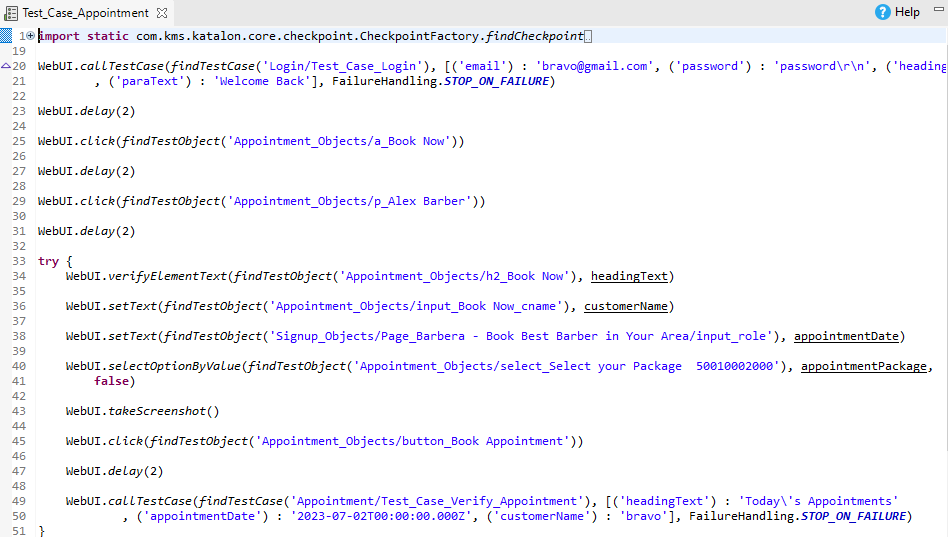 Test_Case_Appointment
Help
1 import static com.kms.katalon.core.checkpoint.CheckpointFactory.findCheckpoint
19
20 WebUI.callTestCase(findTestCase('Login/Test_Case_Login'), [('email') : 'bravo@gmail.com', ('password') : 'password\r\n', ('heading
21 , ('paraText') : 'Welcome Back'], FailureHandling.STOP_ON_FAILURE)
22
23 WebUI.delay(2)
24
25 WebUI.click(findTestObject('Appointment_Objects/a_Book Now'))
26
27 WebUI.delay(2)
28
29 WebUI.click(findTestObject('Appointment_Objects/p_Alex Barber'))
30
31 WebUI.delay(2)
32
33 try {
34 WebUI.verifyElementText(findTestObject('Appointment_Objects/h2_Book Now'), headingText)
35
36 WebUI.setText(findTestObject('Appointment_Objects/input_Book Now_cname'), customerName)
37
38 WebUI.setText(findTestObject('Signup_Objects/Page_Barbera - Book Best Barber in Your Area/input_role'), appointmentDate)
39
40 WebUI.selectOptionByValue(findTestObject('Appointment_Objects/select_Select your Package  50010002000'), appointmentPackage,
41 false)
42
43 WebUI.takeScreenshot()
44
45 WebUI.click(findTestObject('Appointment_Objects/button_Book Appointment'))
46
47 WebUI.delay(2)
48
49 WebUI.callTestCase(findTestCase('Appointment/Test_Case_Verify_Appointment'), [('headingText') : 'Today\'s Appointments'
50 , ('appointmentDate') : '2023-07-02T00:00:00.000Z', ('customerName') : 'bravo'], FailureHandling.STOP_ON_FAILURE)
51 }